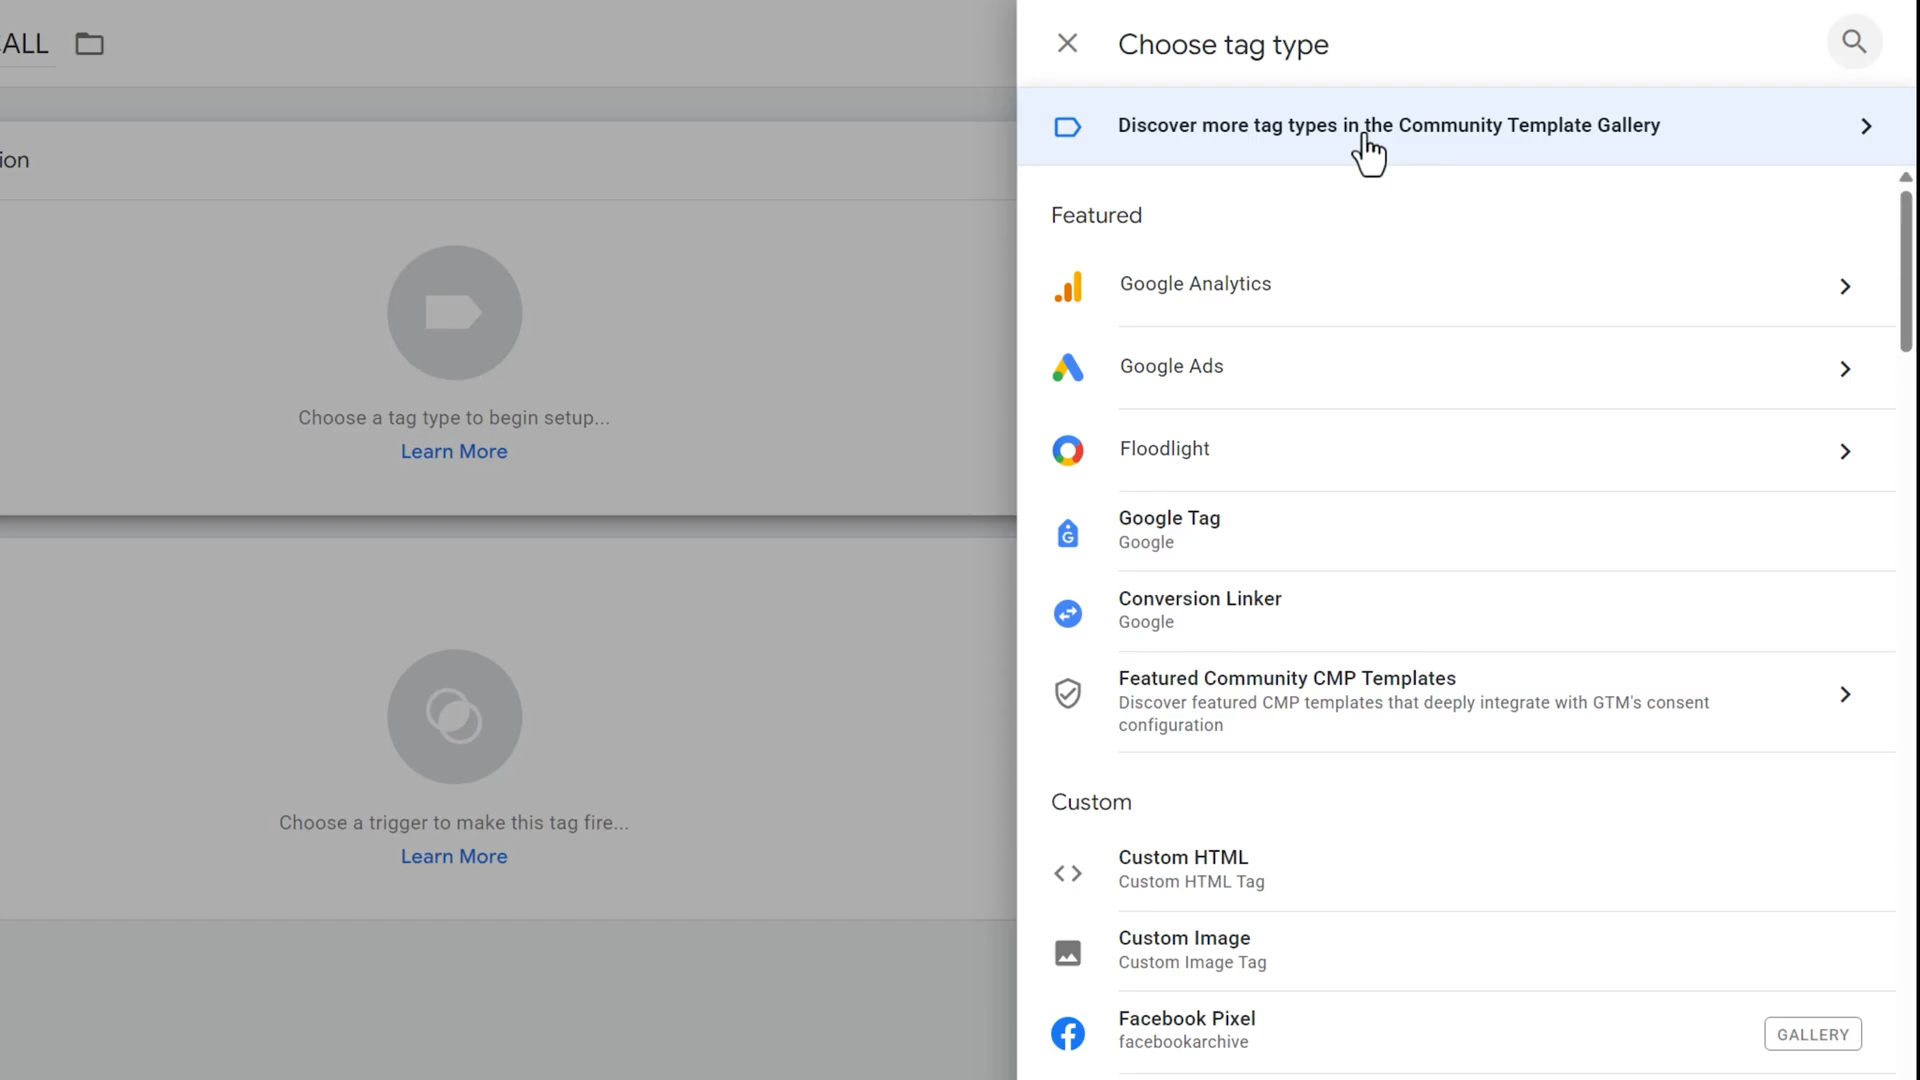 CALL
ion
Choose a tag type to begin setup...
Learn More
Choose a trigger to make this tag fire...
Learn More
Choose tag type
Discover more tag types in the Community Template Gallery
Featured
Google Analytics
Google Ads
Floodlight
Google Tag
Google
Conversion Linker
Google
Featured Community CMP Templates
Discover featured CMP templates that deeply integrate with GTM's consent
configuration
Custom
Custom HTML
Custom HTML Tag
Custom Image
Custom Image Tag
Facebook Pixel
facebookarchive
GALLERY